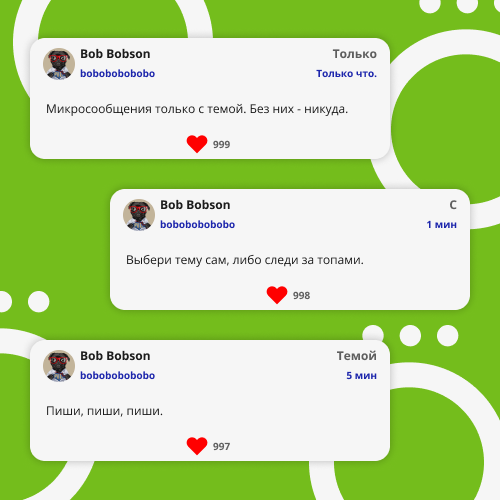 Bob Bobson Только
bobobobobobo Только что.
Микросообщения только с темой. Без них - никуда.
999
Bob Bobson С
bobobobobobo 1 мин
Выбери тему сам, либо следи за топами.
998
Bob Bobson Темой
bobobobobobo 5 мин
Пиши, пиши, пиши.
997